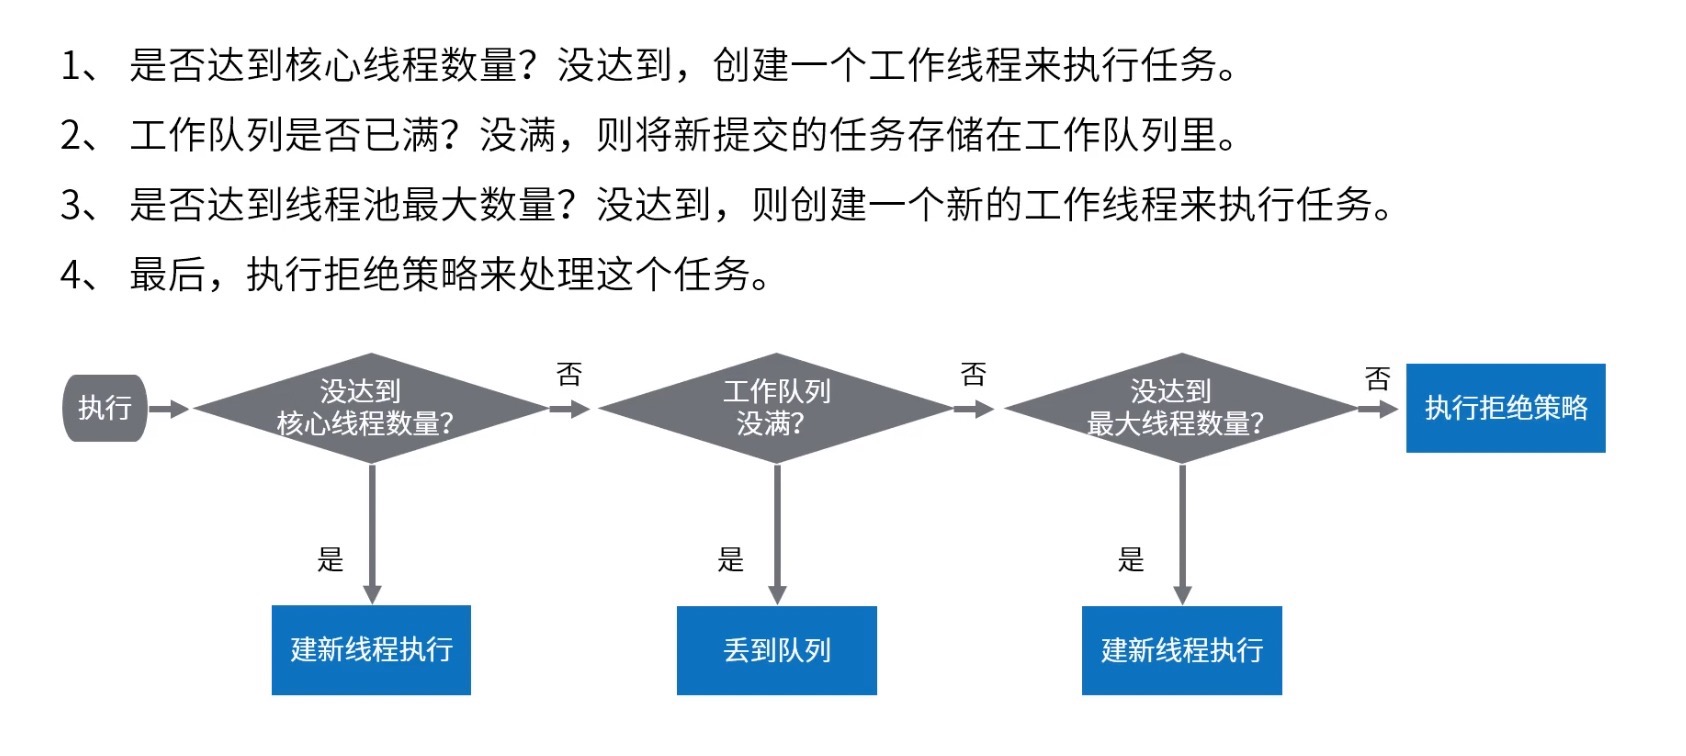 1、 是否达到核心线程数量？没达到，创建一个工作线程来执行任务。
2、 工作队列是否已满？没满，则将新提交的任务存储在工作队列里。
3、 是否达到线程池最大数量？没达到，则创建一个新的工作线程来执行任务。
4、 最后，执行拒绝策略来处理这个任务。
执行
没达到
核心线程数量？
否
工作队列
没满？
否
没达到
最大线程数量？
否
执行拒绝策略
是
是
是
建新线程执行
丢到队列
建新线程执行